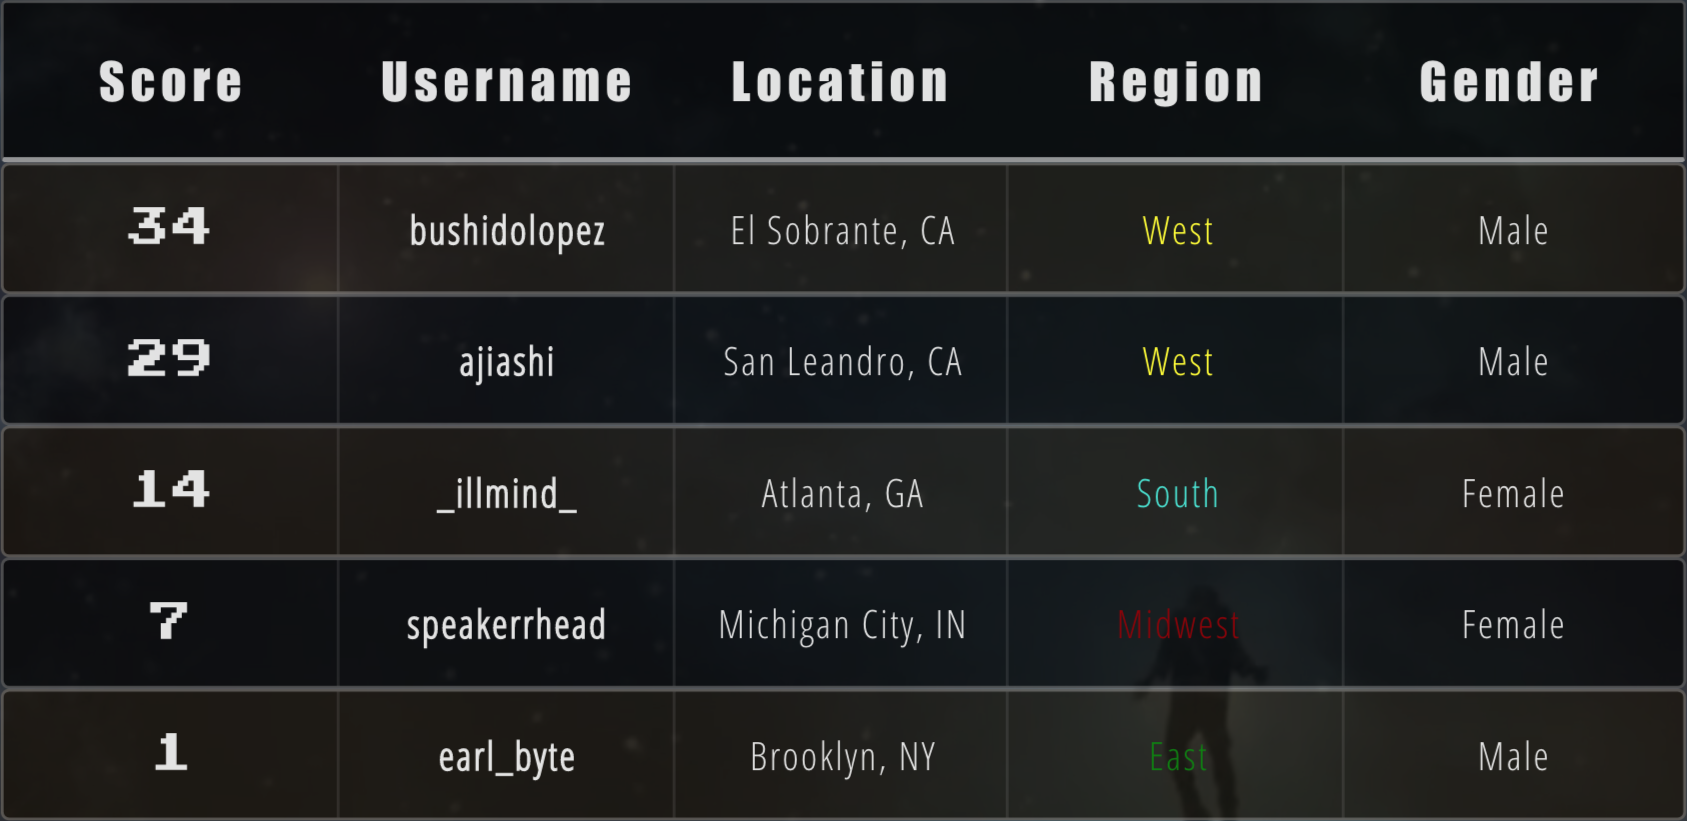 Score Username Location Region Gender
34 bushidolopez El Sobrante, CA West Male
29 ajiashi San Leandro, CA West Male
14 _illmind_ Atlanta, GA South Female
7 speakerrhead Michigan City, IN Midwest Female
1 earl_byte Brooklyn, NY East Male